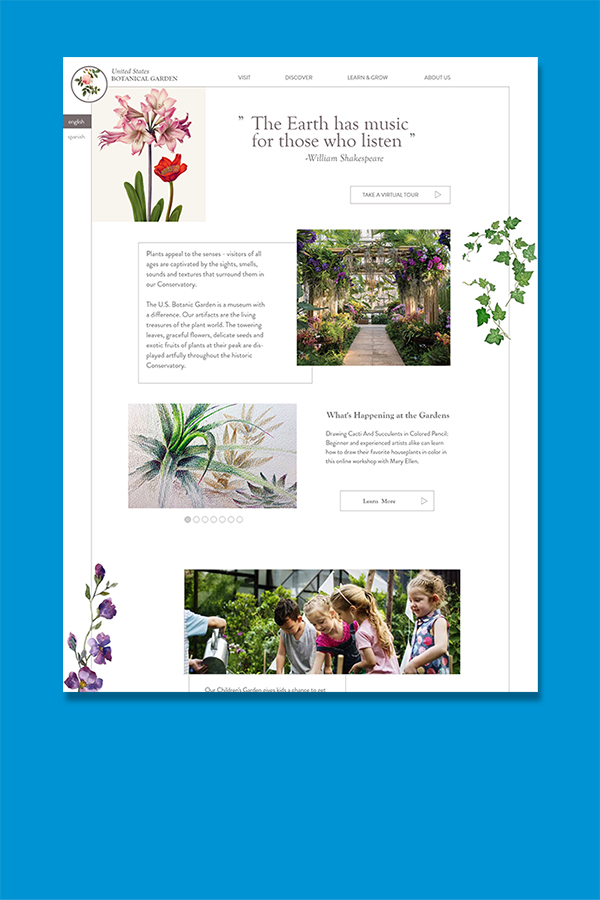 United States
BOTANICAL GARDEN
VISIT DISCOVER LEARN & GROW ABOUT US
english
spanish
” The Earth has music
for those who listen ”
-William Shakespeare
TAKE A VIRTUAL TOUR
Plants appeal to the senses - visitors of all
ages are captivated by the sights, smells,
sounds and textures that surround them in
our Conservatory.
The U.S. Botanic Garden is a museum with
a difference. Our artifacts are the living
treasures of the plant world. The towering
leaves, graceful flowers, delicate seeds and
exotic fruits of plants at their peak are dis-
played artfully throughout the historic
Conservatory.
What's Happening at the Gardens
Drawing Cacti And Succulents in Colored Pencil:
Beginner and experienced artists alike can learn
how to draw their favorite houseplants in color in
this online workshop with Mary Ellen.
Learn More
Our Children's Garden gives kids a chance to get